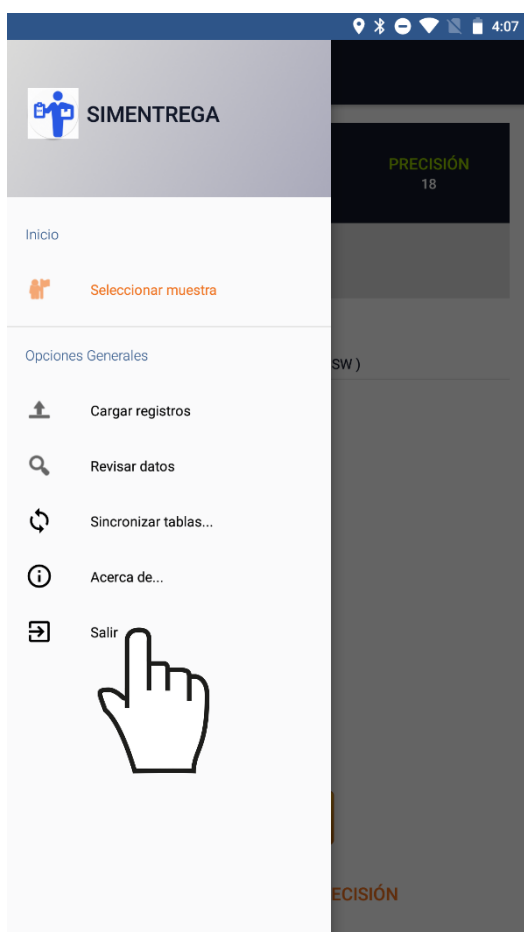 4:07
SIMENTREGA
PRECISIÓN
18
Inicio
Seleccionar muestra
Opciones Generales
SW )
Cargar registros
Revisar datos
Sincronizar tablas...
Acerca de...
Salir
ECISIÓN